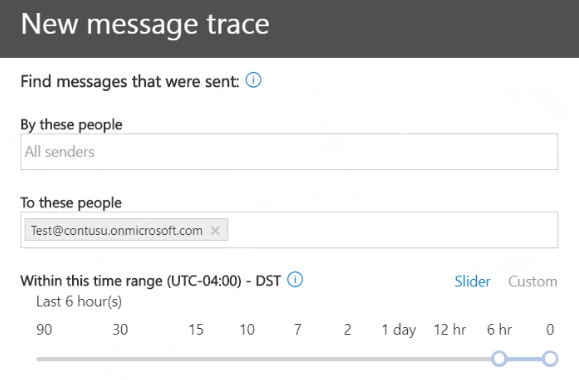 New message trace
Find messages that were sent:
By these people
All senders
To these people
Test@contusu.onmicrosoft.com
Within this time range (UTC-04:00) - DST Slider Custom
Last 6 hour(s)
90 30 15 10 7 2 1 day 12 hr 6 hr 0